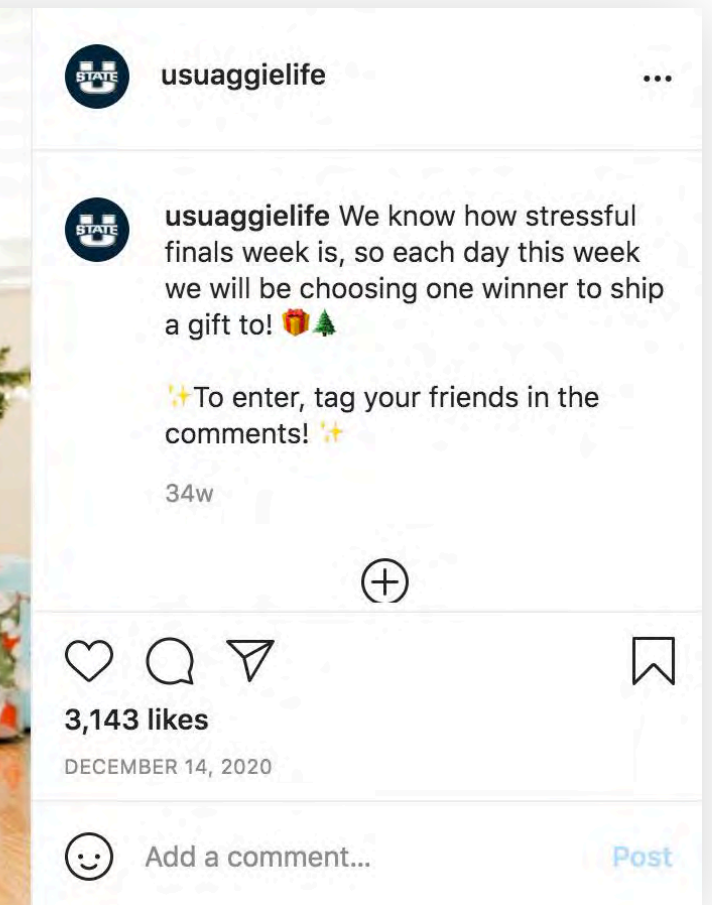 STATE
usuaggielife
STATE
usuaggielife We know how stressful
finals week is, so each day this week
we will be choosing one winner to ship
a gift to! 🎁🎄
✨To enter, tag your friends in the
comments! ✨
34w
3,143 likes
DECEMBER 14, 2020
Add a comment...
Post